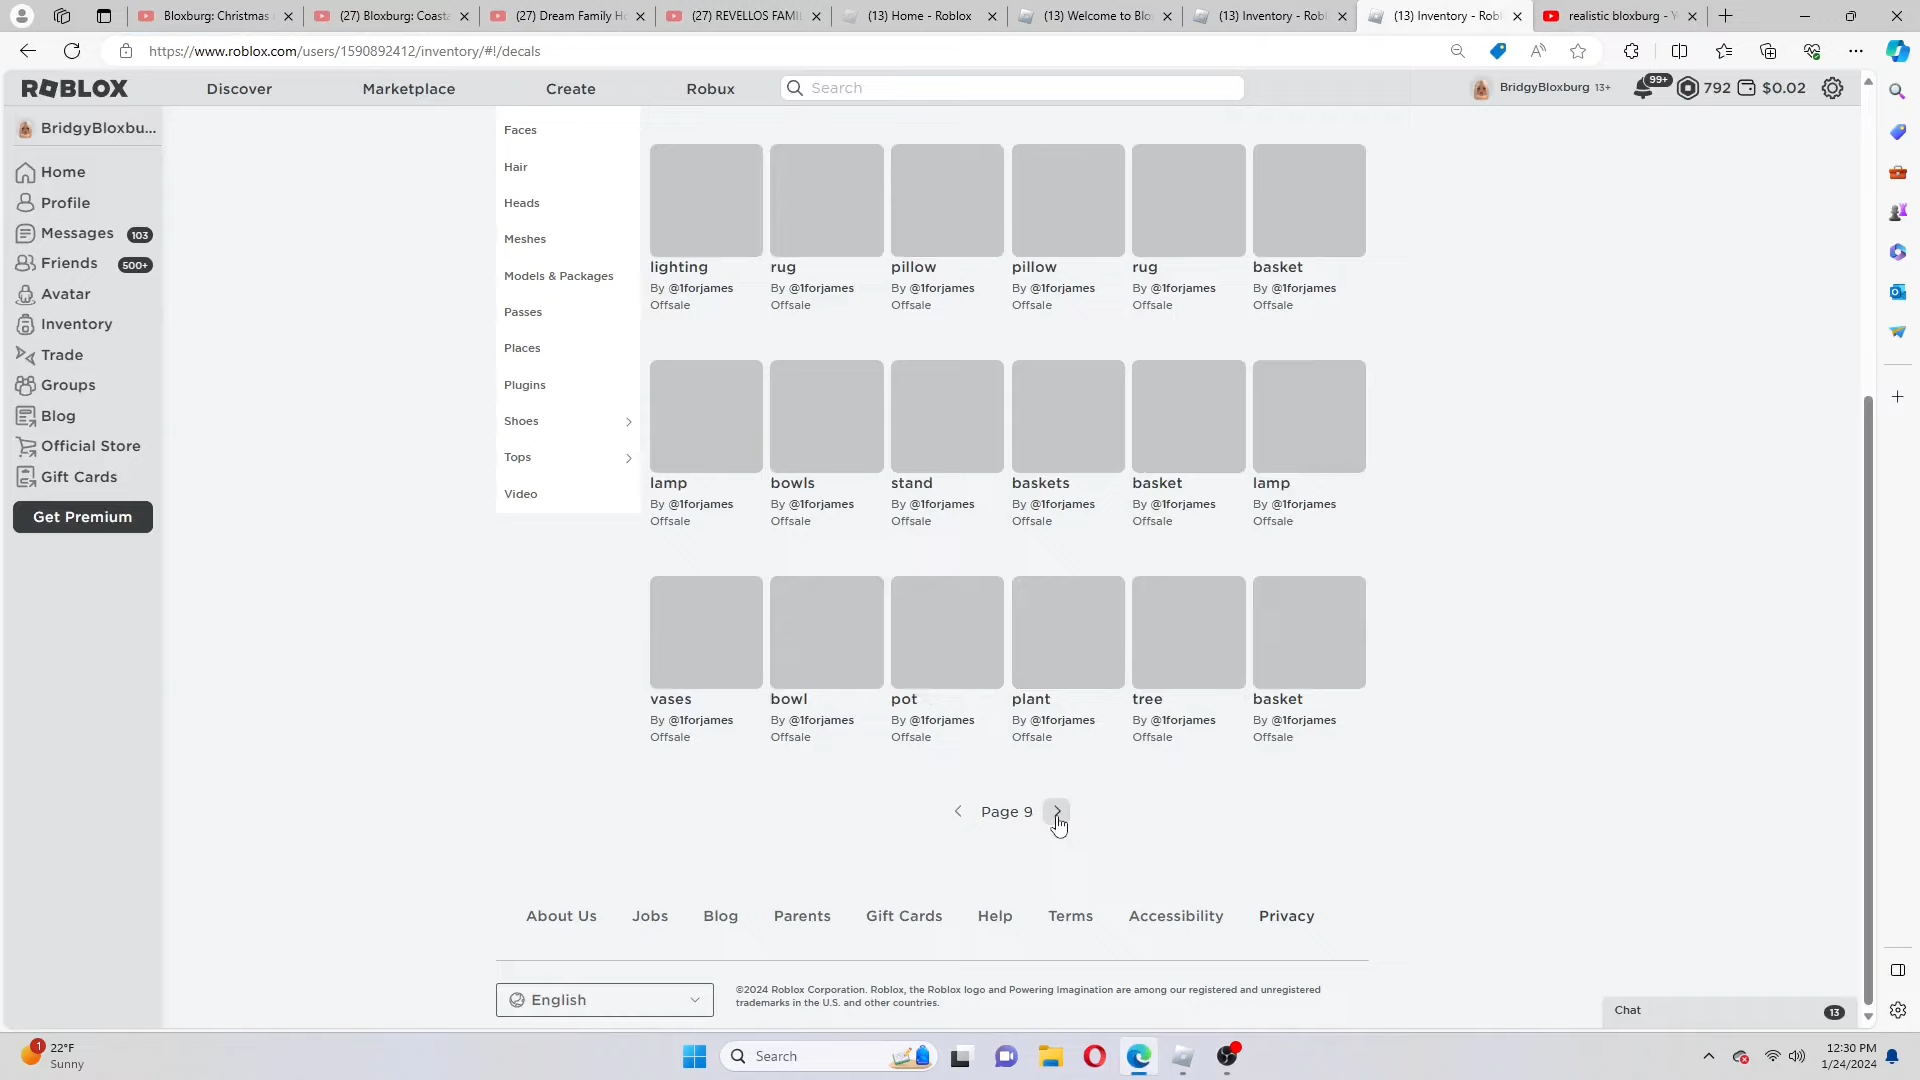 Bloxburg: Christmas
(27) Bloxburg: Coasta
(27) Dream Family Ho
(27) REVELLOS FAMI
(13) Home - Roblox
(13) Welcome to Blo
(13) Inventory - Robl
(13) Inventory - Robl
realistic bloxburg - Y
https://www.roblox.com/users/1590892412/inventory/#!/decals
ROBLOX
Discover
Marketplace
Create
Robux
Search
BridgyBloxburg 13+
99+
792
$0.02
BridgyBloxbu...
Home
Profile
Messages 103
Friends 500+
Avatar
Inventory
Trade
Groups
Blog
Official Store
Gift Cards
Get Premium
Faces
Hair
Heads
Meshes
Models & Packages
Passes
Places
Plugins
Shoes
Tops
Video
lighting rug pillow pillow rug basket
By @1forjames By @1forjames By @1forjames By @1forjames By @1forjames By @1forjames
Offsale Offsale Offsale Offsale Offsale Offsale
lamp bowls stand baskets basket lamp
By @1forjames By @1forjames By @1forjames By @1forjames By @1forjames By @1forjames
Offsale Offsale Offsale Offsale Offsale Offsale
vases bowl pot plant tree basket
By @1forjames By @1forjames By @1forjames By @1forjames By @1forjames By @1forjames
Offsale Offsale Offsale Offsale Offsale Offsale
Page 9
About Us Jobs Blog Parents Gift Cards Help Terms Accessibility Privacy
English
©2024 Roblox Corporation. Roblox, the Roblox logo and Powering Imagination are among our registered and unregistered
trademarks in the U.S. and other countries.
Chat 13
1
22°F
Sunny
Search
12:30 PM
1/24/2024